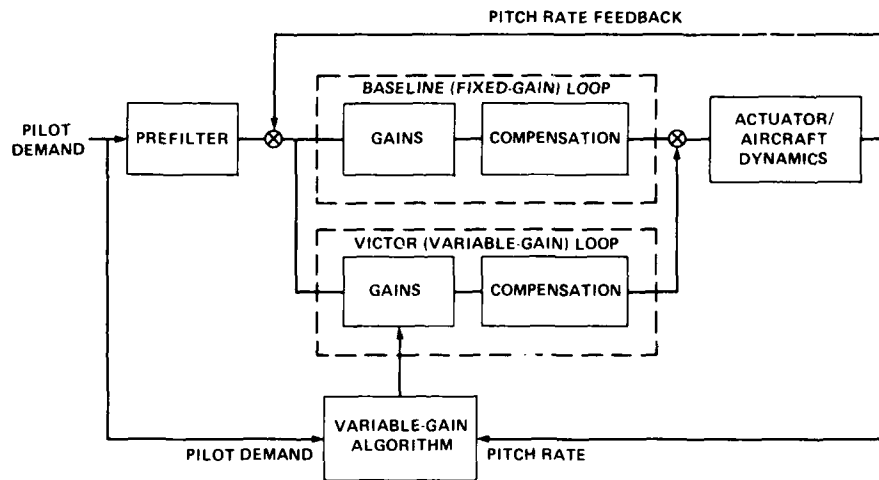 PITCH RATE FEEDBACK
BASELINE (FIXED-GAIN) LOOP
PILOT
DEMAND
PREFILTER
GAINS
COMPENSATION
ACTUATOR/
AIRCRAFT
DYNAMICS
VICTOR (VARIABLE-GAIN) LOOP
GAINS
COMPENSATION
VARIABLE-GAIN
ALGORITHM
PILOT DEMAND
PITCH RATE